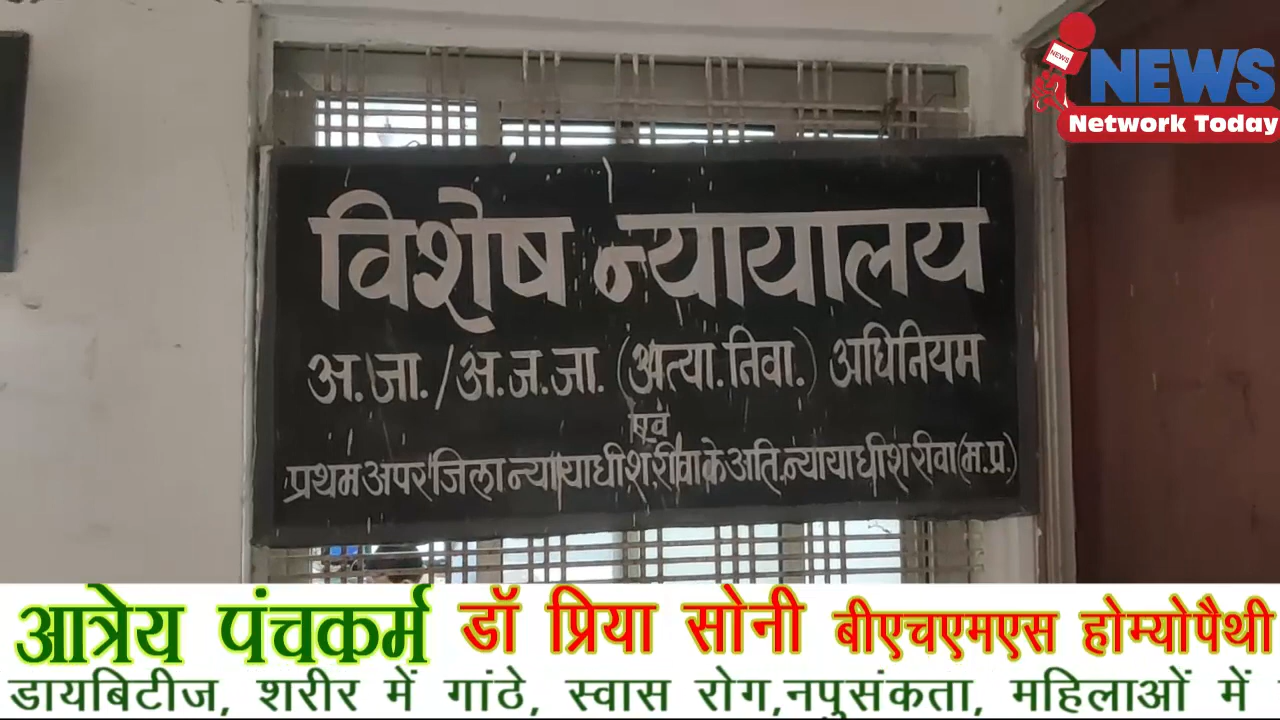 NEWS
NEWS
Network Today
विशेष न्यायालय
अ.जा./अ.ज.जा. (अत्या.निवा.) अधिनियम
एवं
प्रथम अपर जिला न्यायाधीश रीवा के अति. न्यायाधीश रीवा (म.प्र.)
आत्रेय पंचकर्म डॉ प्रिया सोनी बीएचएमएस होम्योपैथी
डायबिटीज, शरीर में गांठे, स्वास रोग,नपुसंकता, महिलाओं में